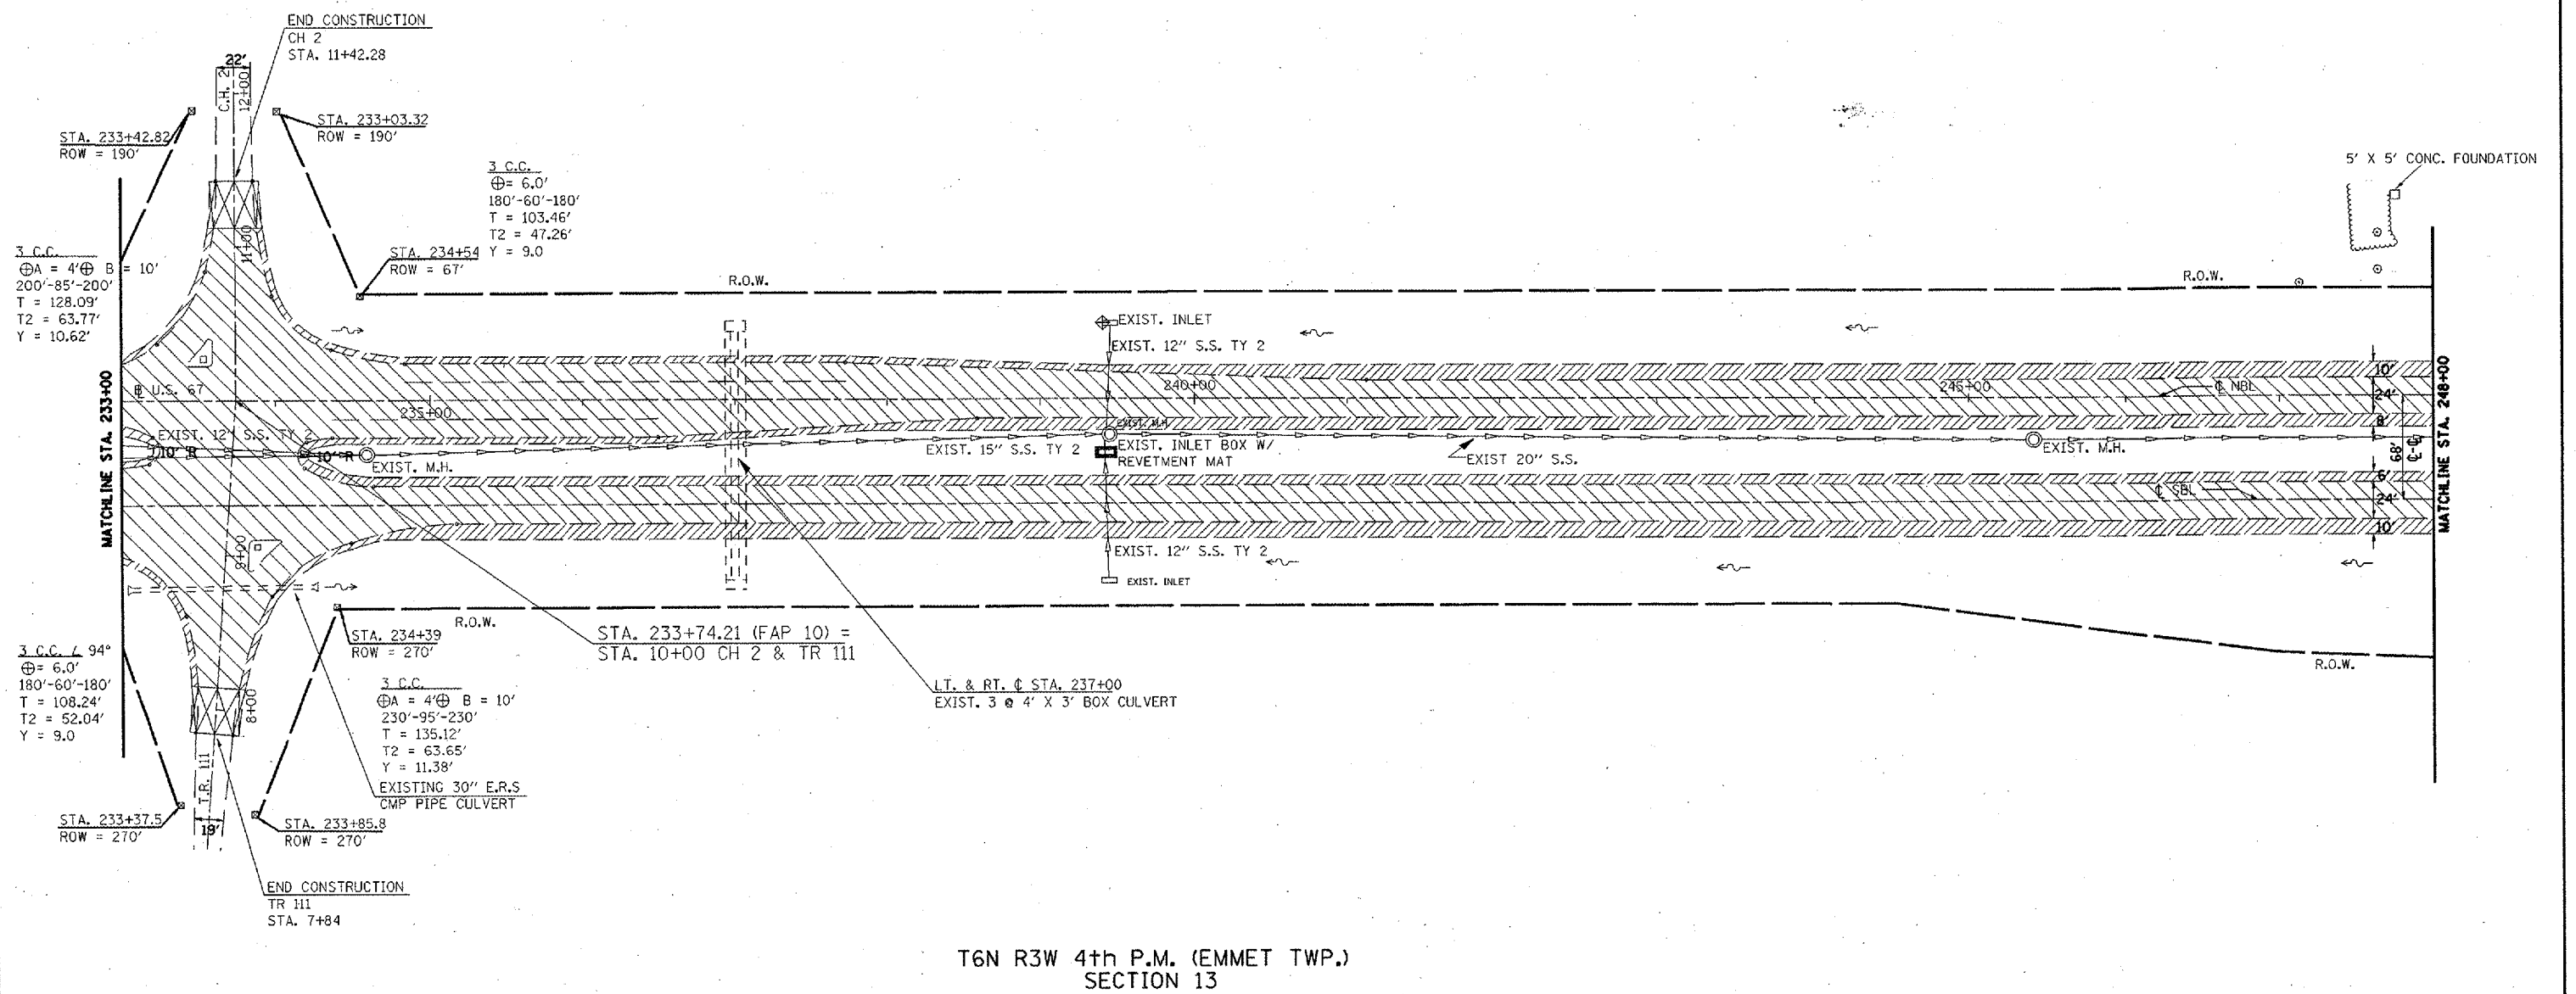 END CONSTRUCTION
CH 2
STA. 11+42.28
22'
C.H. 2
12+00
STA. 233+42.82
ROW = 190'
STA. 233+03.32
ROW = 190'
3 C.C.
⊕= 6.0'
180'-60'-180'
T = 103.46'
T2 = 47.26'
Y = 9.0
5' X 5' CONC. FOUNDATION
3 C.C.
⊕A = 4'⊕ B = 10'
200'-85'-200'
T = 128.09'
T2 = 63.77'
Y = 10.62'
11+00
STA. 234+54
ROW = 67'
R.O.W.
R.O.W.
EXIST. INLET
EXIST. 12" S.S. TY 2
MATCHLINE STA. 233+00
℄ U.S. 67
235+00
240+00
245+00
℄ NBL
10'
24'
8'
MATCHLINE STA. 248+00
EXIST. 12" S.S. TY 2
10' R
10' R
EXIST. M.H.
EXIST. 15" S.S. TY 2
EXIST. M.H.
EXIST. INLET BOX W/
REVETMENT MAT
EXIST 20" S.S.
EXIST. M.H.
68'
℄-℄
6'
℄ SBL
24'
10'
9+00
EXIST. 12" S.S. TY 2
EXIST. INLET
STA. 234+39
ROW = 270'
R.O.W.
STA. 233+74.21 (FAP 10) =
STA. 10+00 CH 2 & TR 111
R.O.W.
3 C.C. ∠ 94°
⊕= 6.0'
180'-60'-180'
T = 108.24'
T2 = 52.04'
Y = 9.0
8+00
3 C.C.
⊕A = 4'⊕ B = 10'
230'-95'-230'
T = 135.12'
T2 = 63.65'
Y = 11.38'
EXISTING 30" E.R.S
CMP PIPE CULVERT
LT. & RT. ℄ STA. 237+00
EXIST. 3 @ 4' X 3' BOX CULVERT
T.R. 111
19'
STA. 233+37.5
ROW = 270'
STA. 233+85.8
ROW = 270'
END CONSTRUCTION
TR 111
STA. 7+84
T6N R3W 4th P.M. (EMMET TWP.)
SECTION 13